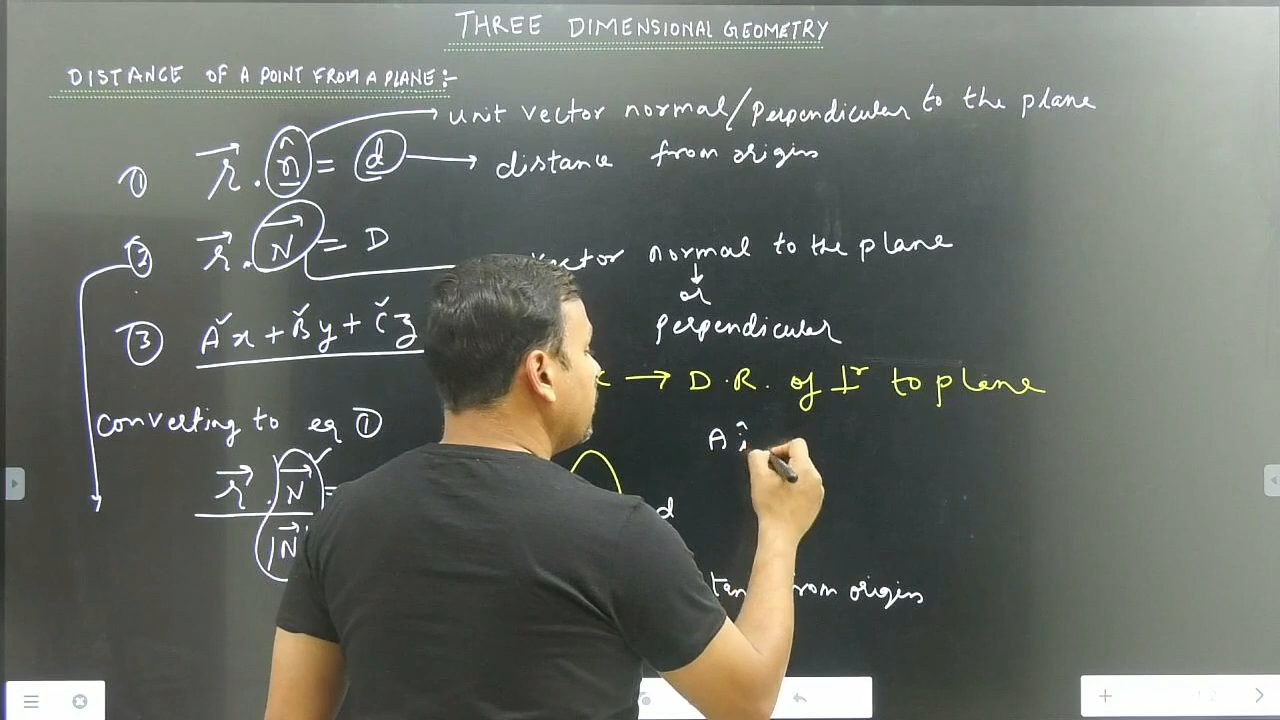 THREE DIMENSIONAL GEOMETRY
DISTANCE OF A POINT FROM A PLANE:-
unit vector normal/perpendicular to the plane
① r⃗ . n̂ = d → distance from origin
② r⃗ . N⃗ = D
vector normal to the plane
or
perpendicular
③ Ax + By + Cz
→ D.R. of ⊥r to plane
converting to eq ①
A î
r⃗ . N⃗ =
|N⃗
d
from origin